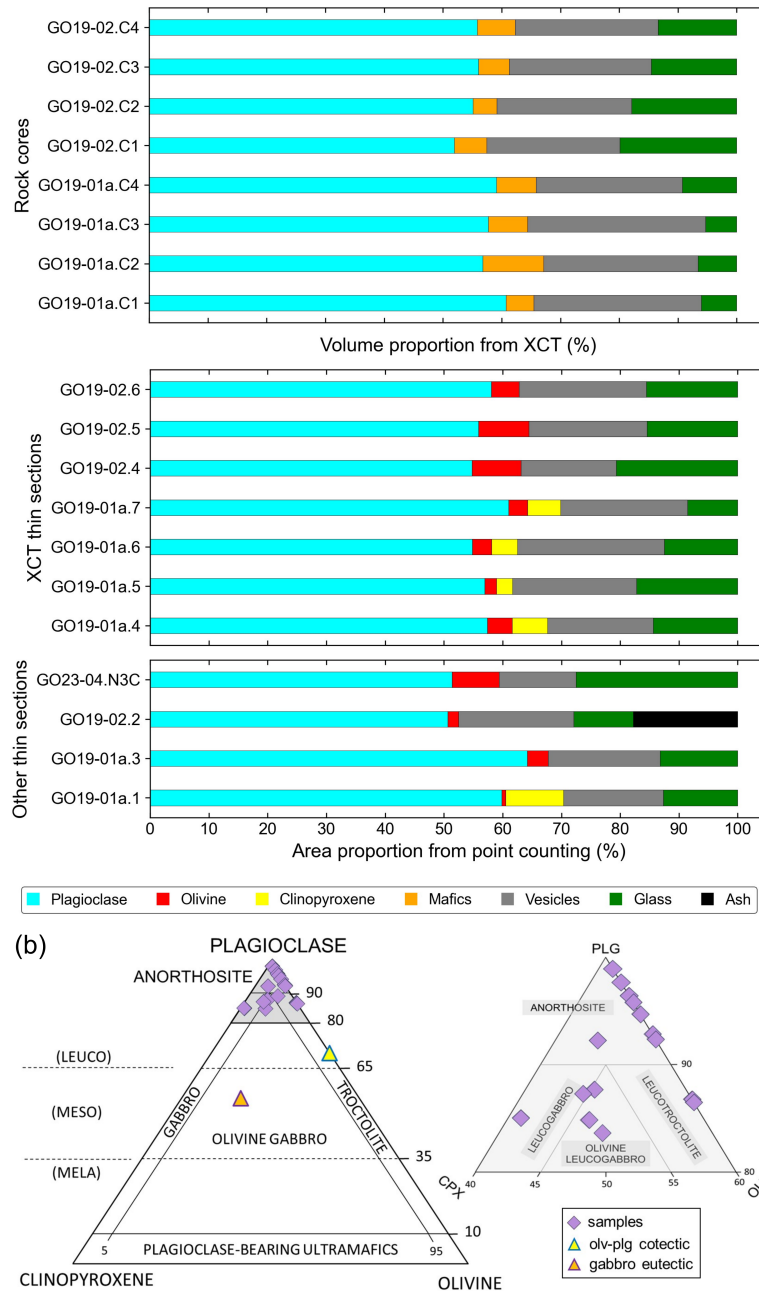 Rock cores
GO19-02.C4
GO19-02.C3
GO19-02.C2
GO19-02.C1
GO19-01a.C4
GO19-01a.C3
GO19-01a.C2
GO19-01a.C1
Volume proportion from XCT (%)
XCT thin sections
GO19-02.6
GO19-02.5
GO19-02.4
GO19-01a.7
GO19-01a.6
GO19-01a.5
GO19-01a.4
Other thin sections
GO23-04.N3C
GO19-02.2
GO19-01a.3
GO19-01a.1
0 10 20 30 40 50 60 70 80 90 100
Area proportion from point counting (%)
Plagioclase Olivine Clinopyroxene Mafics Vesicles Glass Ash
(b)
PLAGIOCLASE
ANORTHOSITE
90
80
(LEUCO)
65
(MESO)
GABBRO
TROCTOLITE
OLIVINE GABBRO
(MELA)
35
10
5 PLAGIOCLASE-BEARING ULTRAMAFICS 95
CLINOPYROXENE OLIVINE
PLG
ANORTHOSITE
90
LEUCOGABBRO
LEUCOTROCTOLITE
OLIVINE
LEUCOGABBRO
80
CPX
40 45 50 55 60
samples
olv-plg cotectic
gabbro eutectic